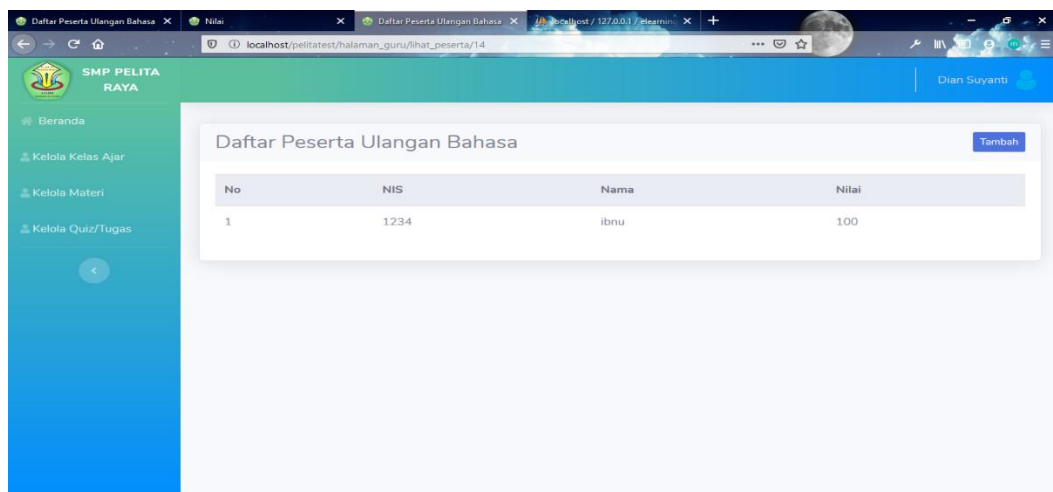 Daftar Peserta Ulangan Bahasa
Nilai
Daftar Peserta Ulangan Bahasa
localhost / 127.0.0.1 / elearnin
localhost/pelitatest/halaman_guru/lihat_peserta/14
SMP PELITA
RAYA
Dian Suyanti
Beranda
Kelola Kelas Ajar
Kelola Materi
Kelola Quiz/Tugas
Daftar Peserta Ulangan Bahasa
Tambah
No NIS Nama Nilai
1 1234 ibnu 100